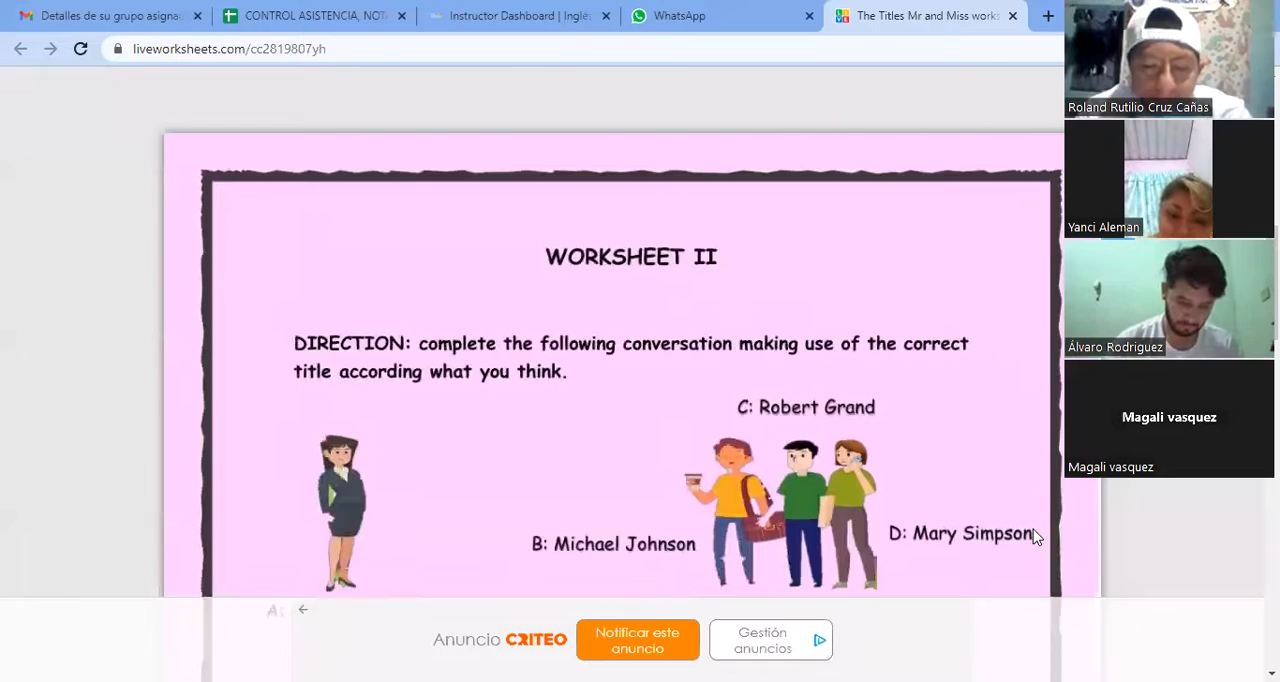 Detalles de su grupo asigna
CONTROL ASISTENCIA, NOT
Instructor Dashboard | Ingle
WhatsApp
The Titles Mr and Miss works
liveworksheets.com/cc2819807yh
WORKSHEET II
DIRECTION: complete the following conversation making use of the correct
title according what you think.
C: Robert Grand
B: Michael Johnson
D: Mary Simpson
A:
Anuncio CRITEO
Notificar este
anuncio
Gestión
anuncios
Roland Rutilio Cruz Cañas
Yanci Aleman
Álvaro Rodriguez
Magali vasquez
Magali vasquez